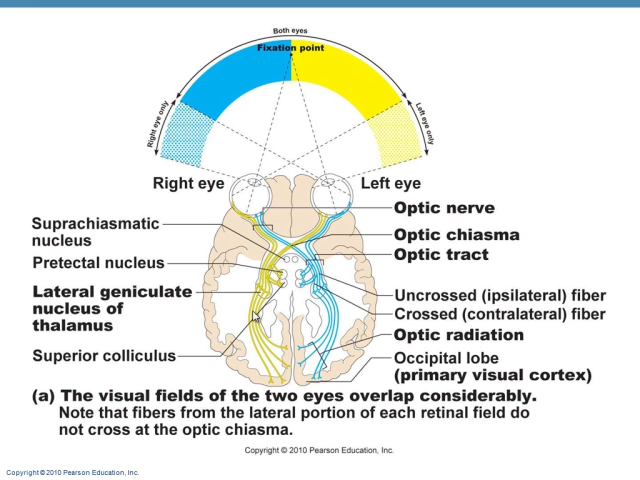 Both eyes
Fixation point
Right eye only
Left eye only
Right eye
Left eye
Optic nerve
Suprachiasmatic
nucleus
Optic chiasma
Optic tract
Pretectal nucleus
Lateral geniculate
nucleus of
thalamus
Uncrossed (ipsilateral) fiber
Crossed (contralateral) fiber
Optic radiation
Superior colliculus
Occipital lobe
(primary visual cortex)
(a) The visual fields of the two eyes overlap considerably.
Note that fibers from the lateral portion of each retinal field do
not cross at the optic chiasma.
Copyright © 2010 Pearson Education, Inc.
Copyright © 2010 Pearson Education, Inc.